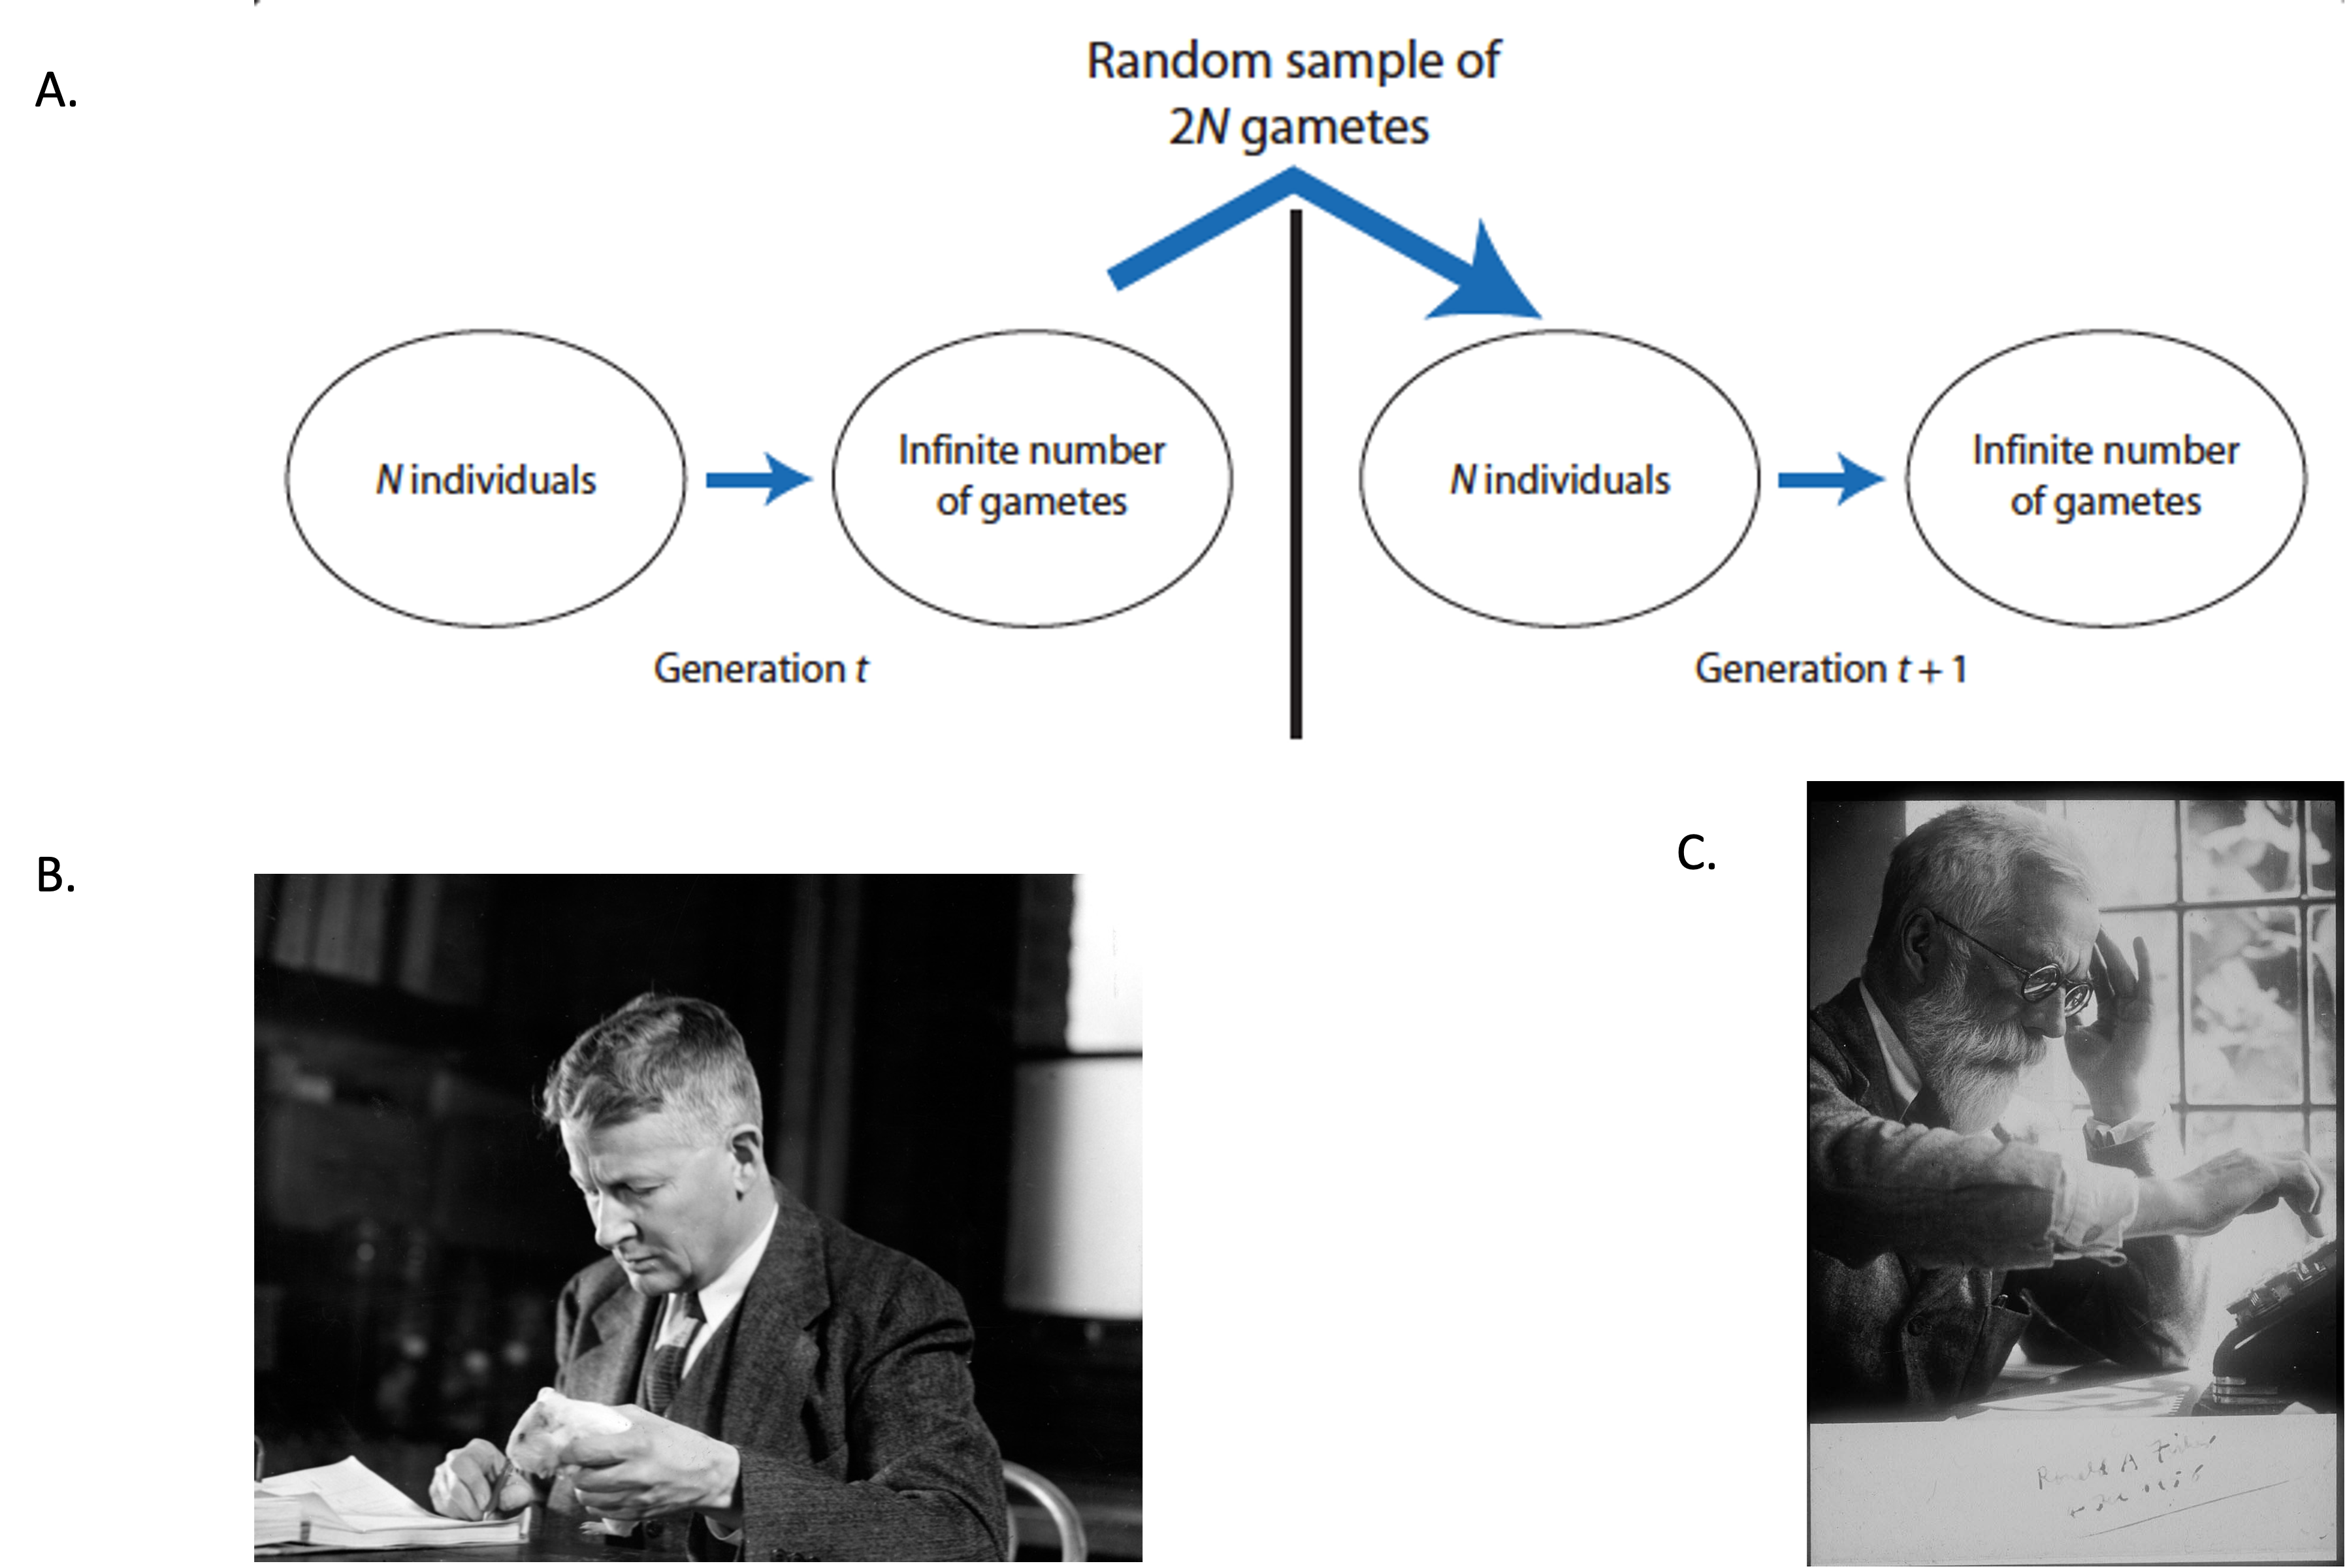 A.
Random sample of
2N gametes
N individuals
Infinite number
of gametes
N individuals
Infinite number
of gametes
Generation t
Generation t + 1
B.
C.
Ronald A Fisher